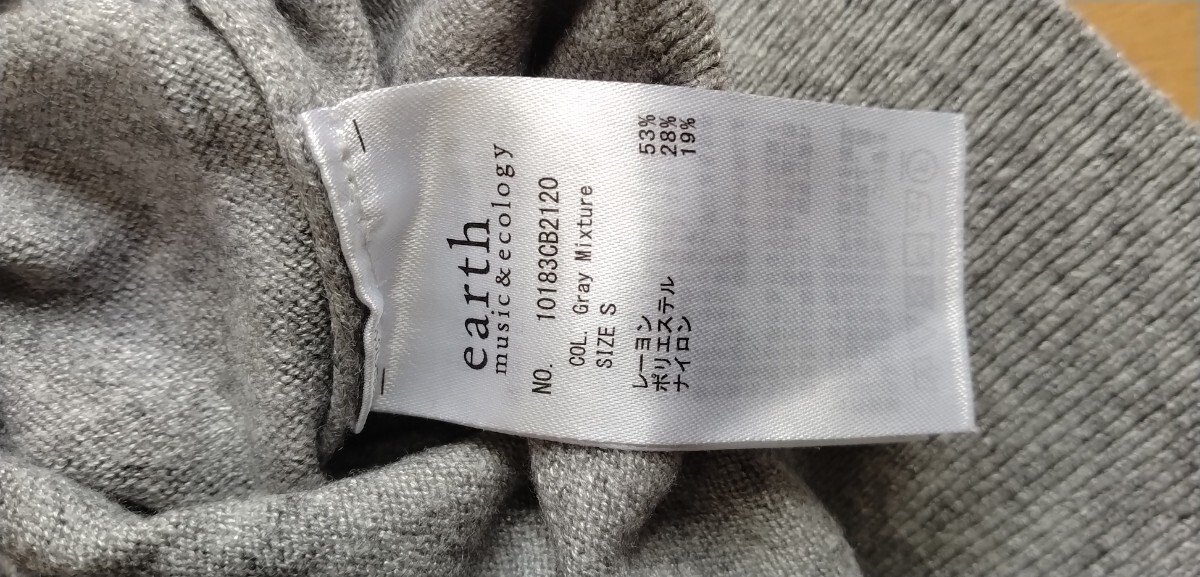 earth
music&ecology
NO. 10183CB2120
COL. Gray Mixture
SIZE S
レーヨン 53%
ポリエステル 28%
ナイロン 19%